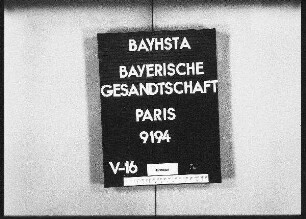 BAYHSTA
BAYERISCHE
GESANDTSCHAFT
PARIS
9194
V-16